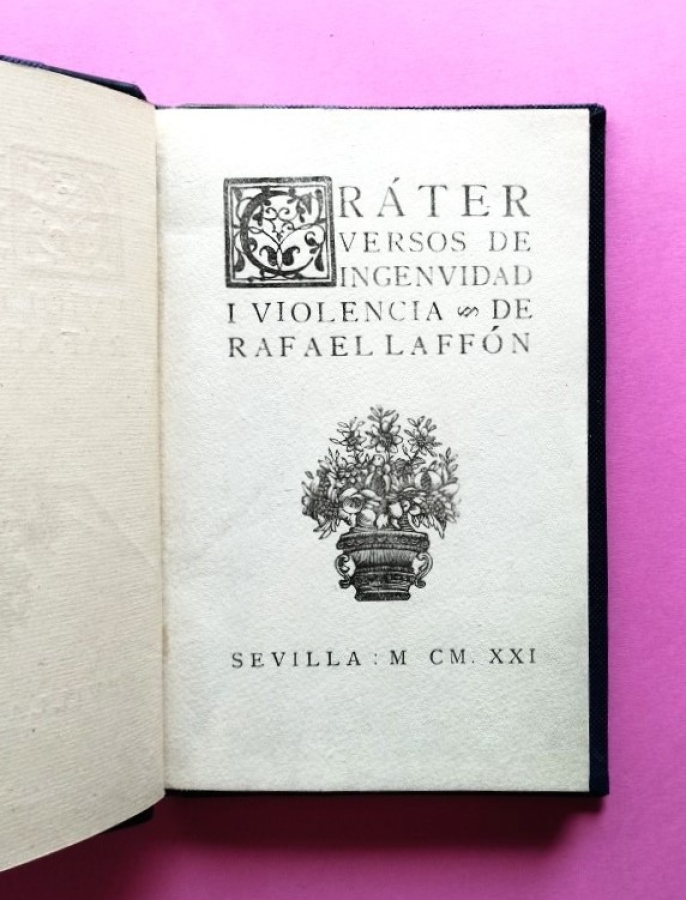 CRÁTER
VERSOS DE
INGENVIDAD
I VIOLENCIA DE
RAFAEL LAFFÓN
SEVILLA : M CM. XXI